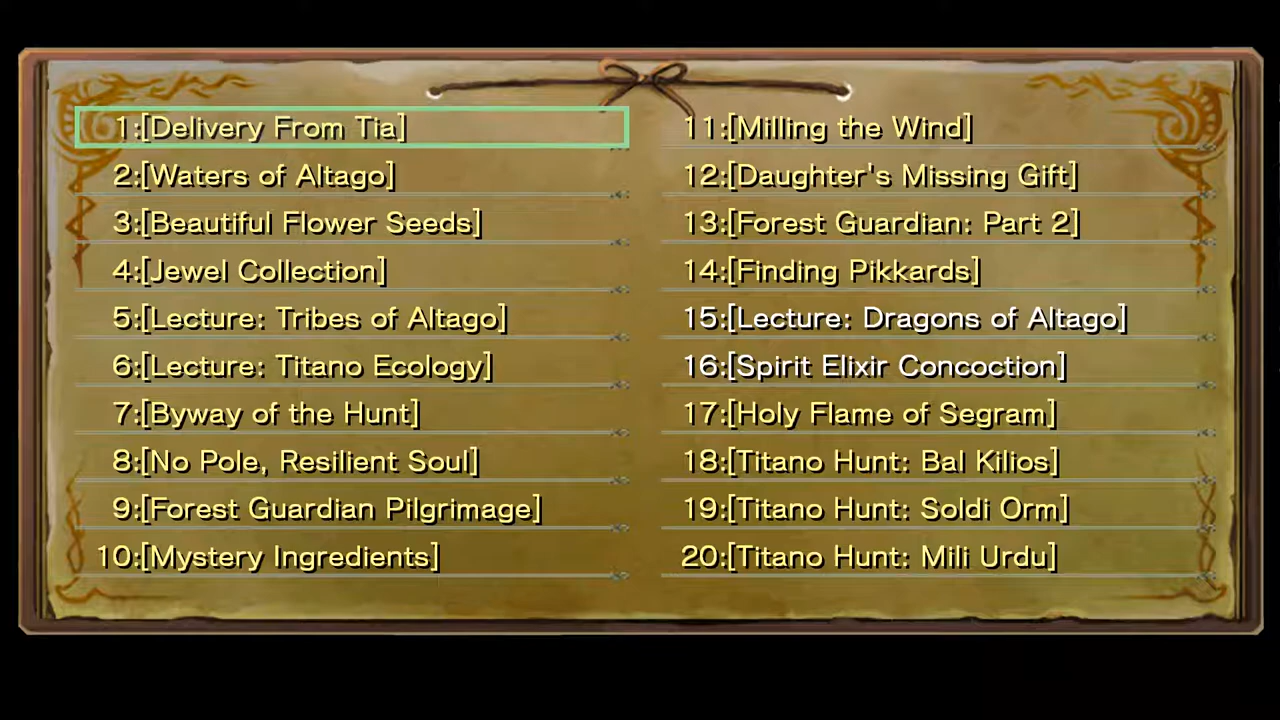 1:[Delivery From Tia]
2:[Waters of Altago]
3:[Beautiful Flower Seeds]
4:[Jewel Collection]
5:[Lecture: Tribes of Altago]
6:[Lecture: Titano Ecology]
7:[Byway of the Hunt]
8:[No Pole, Resilient Soul]
9:[Forest Guardian Pilgrimage]
10:[Mystery Ingredients]
11:[Milling the Wind]
12:[Daughter's Missing Gift]
13:[Forest Guardian: Part 2]
14:[Finding Pikkards]
15:[Lecture: Dragons of Altago]
16:[Spirit Elixir Concoction]
17:[Holy Flame of Segram]
18:[Titano Hunt: Bal Kilios]
19:[Titano Hunt: Soldi Orm]
20:[Titano Hunt: Mili Urdu]